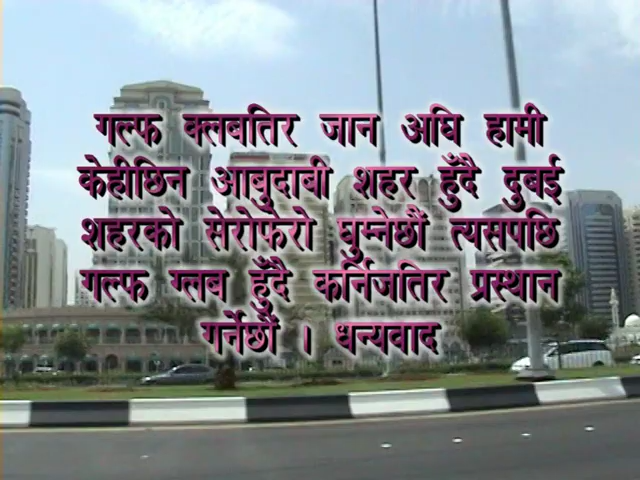 गल्फ क्लबतिर जान अघि हामी
केहीछिन आबुदाबी शहर हुँदै दुबई
शहरको सेरोफेरो घुम्नेछौं त्यसपछि
गल्फ ग्लब हुँदै कर्निजतिर प्रस्थान
गर्नेछौं । धन्यवाद